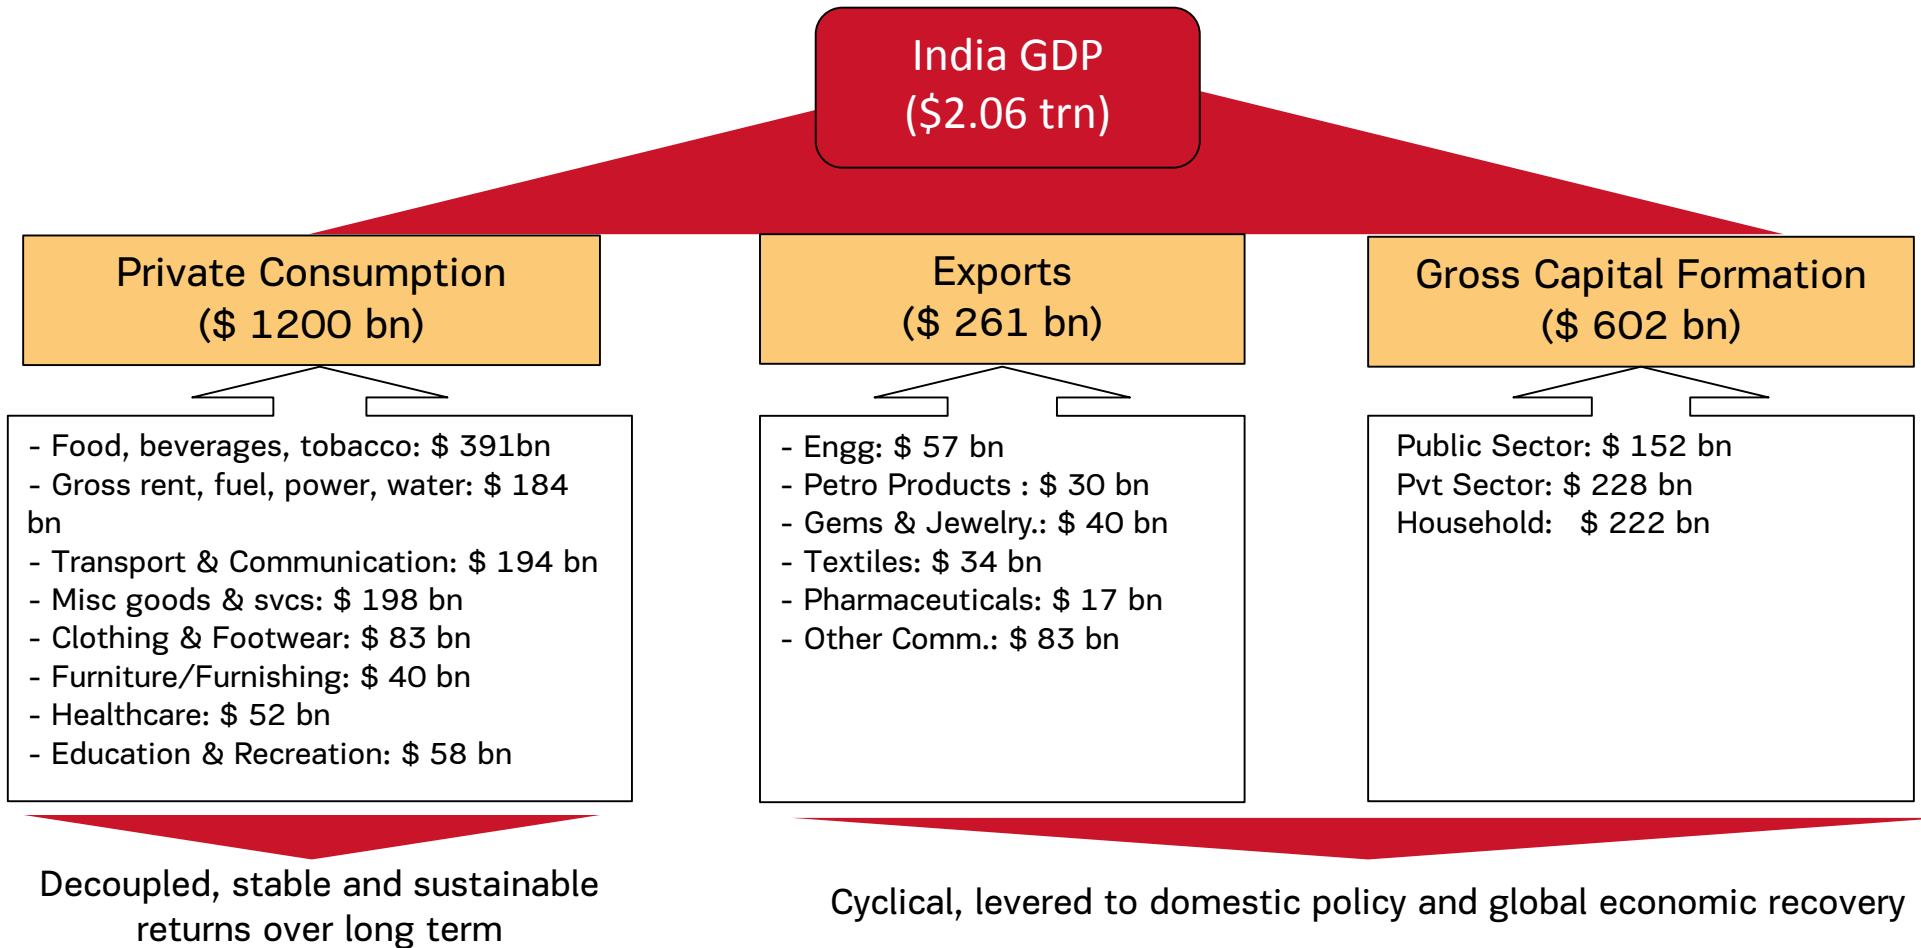 India GDP
($2.06 trn)
Private Consumption
($ 1200 bn)
Exports
($ 261 bn)
Gross Capital Formation
($ 602 bn)
- Food, beverages, tobacco: $ 391bn
- Gross rent, fuel, power, water: $ 184
bn
- Transport & Communication: $ 194 bn
- Misc goods & svcs: $ 198 bn
- Clothing & Footwear: $ 83 bn
- Furniture/Furnishing: $ 40 bn
- Healthcare: $ 52 bn
- Education & Recreation: $ 58 bn
- Engg: $ 57 bn
- Petro Products : $ 30 bn
- Gems & Jewelry.: $ 40 bn
- Textiles: $ 34 bn
- Pharmaceuticals: $ 17 bn
- Other Comm.: $ 83 bn
Public Sector: $ 152 bn
Pvt Sector: $ 228 bn
Household: $ 222 bn
Decoupled, stable and sustainable
returns over long term
Cyclical, levered to domestic policy and global economic recovery